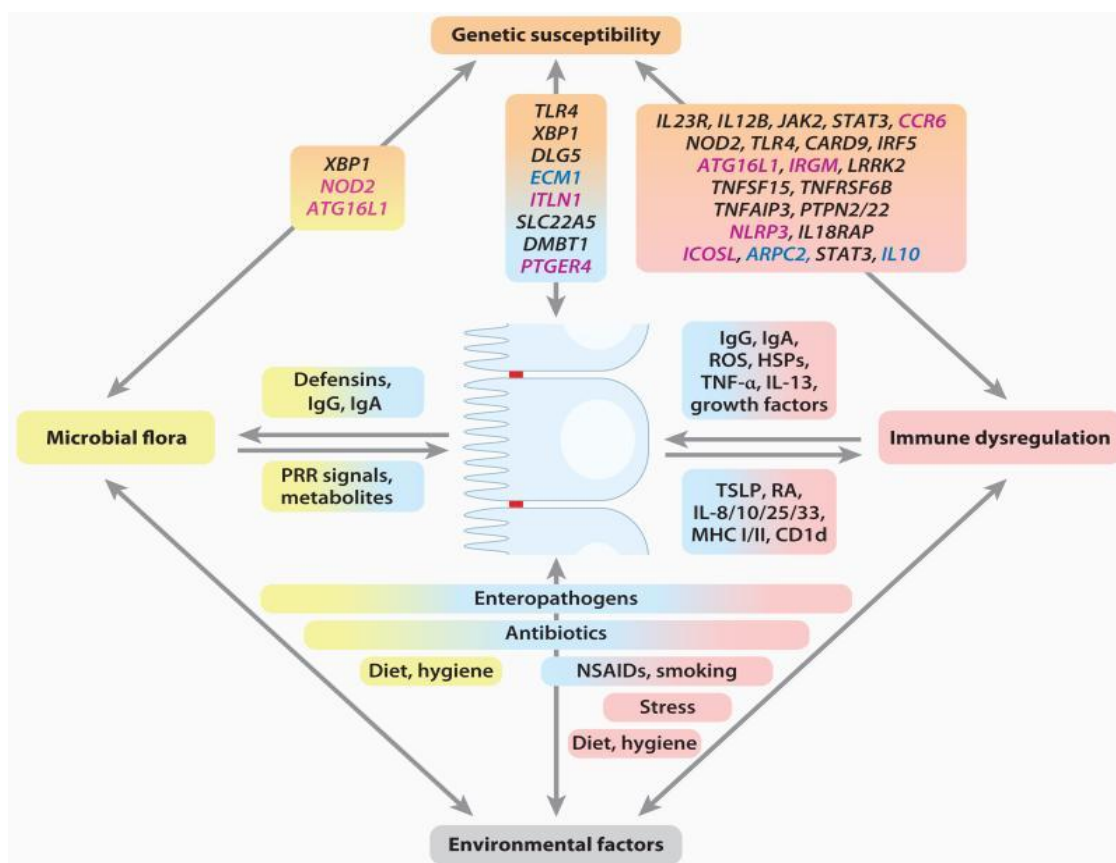 Genetic susceptibility
XBP1
NOD2
ATG16L1
TLR4
XBP1
DLG5
ECM1
ITLN1
SLC22A5
DMBT1
PTGER4
IL23R, IL12B, JAK2, STAT3, CCR6
NOD2, TLR4, CARD9, IRF5
ATG16L1, IRGM, LRRK2
TNFSF15, TNFRSF6B
TNFAIP3, PTPN2/22
NLRP3, IL18RAP
ICOSL, ARPC2, STAT3, IL10
Microbial flora
Defensins,
IgG, IgA
PRR signals,
metabolites
IgG, IgA,
ROS, HSPs,
TNF-α, IL-13,
growth factors
TSLP, RA,
IL-8/10/25/33,
MHC I/II, CD1d
Immune dysregulation
Enteropathogens
Antibiotics
Diet, hygiene
NSAIDs, smoking
Stress
Diet, hygiene
Environmental factors